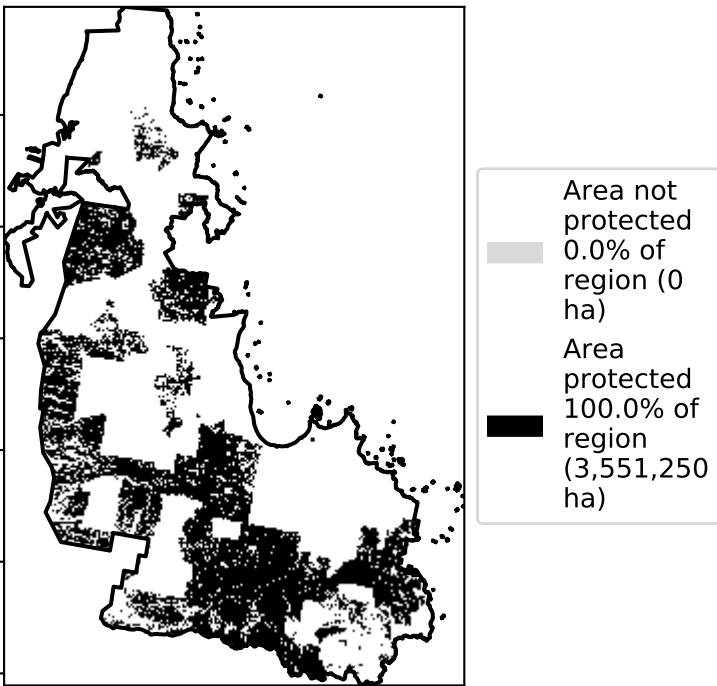 Area not
protected
0.0% of
region (0
ha)
Area
protected
100.0% of
region
(3,551,250
ha)